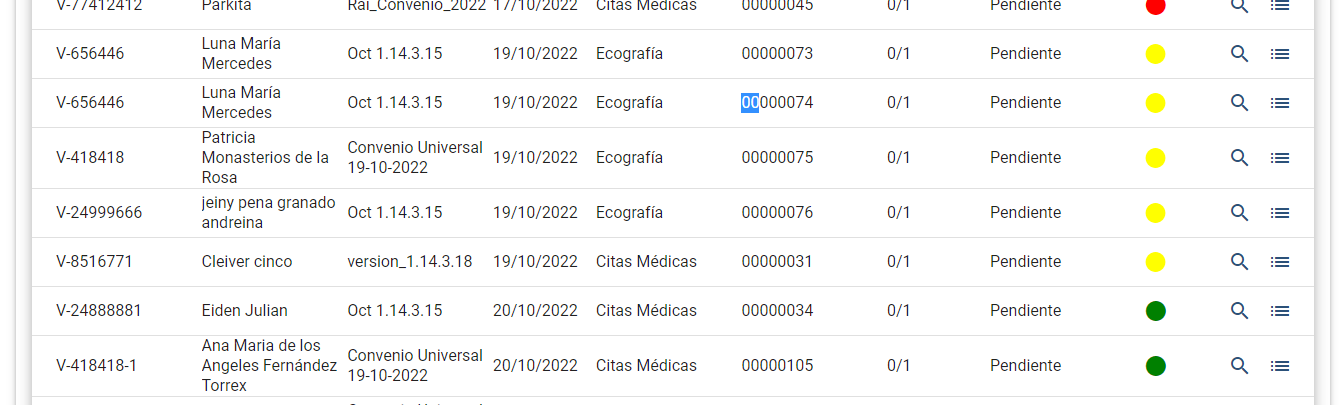 V-77412412 Parkita Rai_Convenio_2022 17/10/2022 Citas Médicas 00000045 0/1 Pendiente
V-656446 Luna María Mercedes Oct 1.14.3.15 19/10/2022 Ecografía 00000073 0/1 Pendiente
V-656446 Luna María Mercedes Oct 1.14.3.15 19/10/2022 Ecografía 00000074 0/1 Pendiente
V-418418 Patricia Monasterios de la Rosa Convenio Universal 19-10-2022 19/10/2022 Ecografía 00000075 0/1 Pendiente
V-24999666 jeiny pena granado andreina Oct 1.14.3.15 19/10/2022 Ecografía 00000076 0/1 Pendiente
V-8516771 Cleiver cinco version_1.14.3.18 19/10/2022 Citas Médicas 00000031 0/1 Pendiente
V-24888881 Eiden Julian Oct 1.14.3.15 20/10/2022 Citas Médicas 00000034 0/1 Pendiente
V-418418-1 Ana Maria de los Angeles Fernández Torrex Convenio Universal 19-10-2022 20/10/2022 Citas Médicas 00000105 0/1 Pendiente